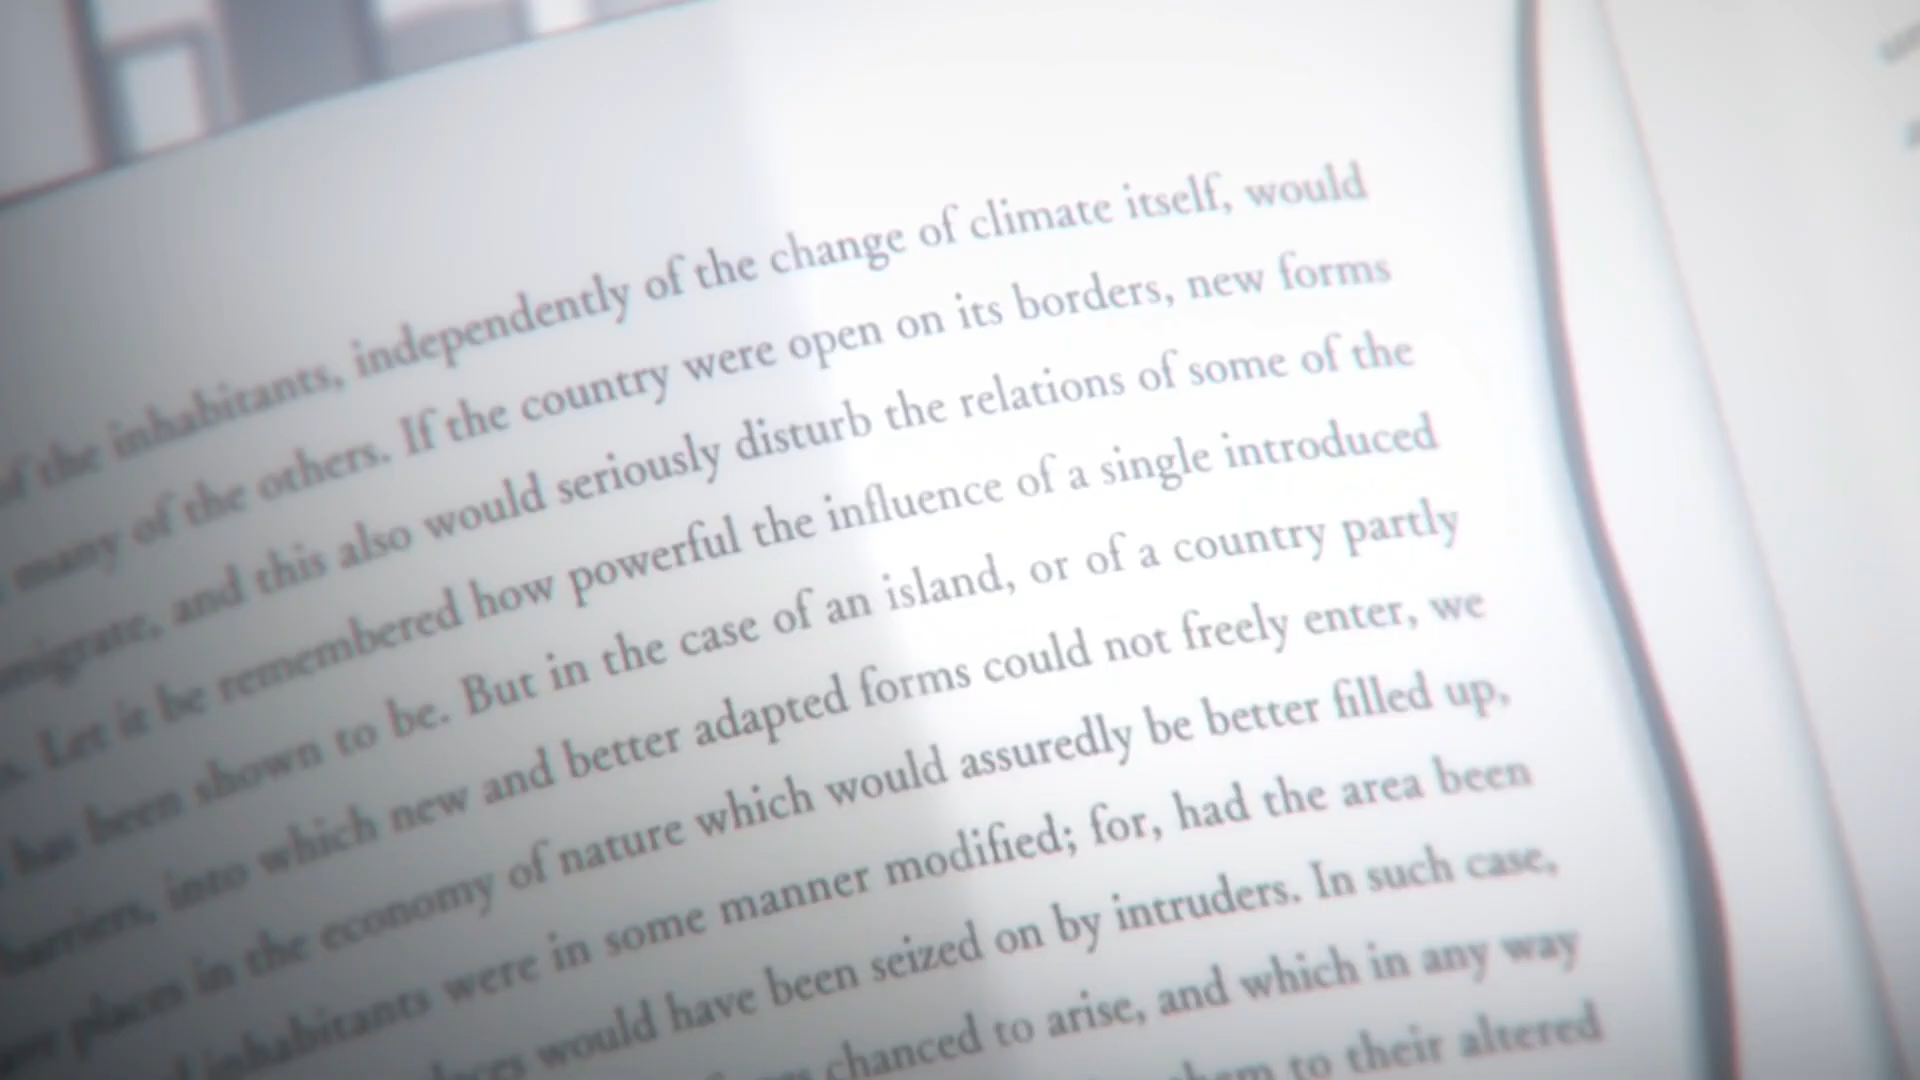 of the inhabitants, independently of the change of climate itself, would
many of the others. If the country were open on its borders, new forms
migrate, and this also would seriously disturb the relations of some of the
Let it be remembered how powerful the influence of a single introduced
has been shown to be. But in the case of an island, or of a country partly
barriers, into which new and better adapted forms could not freely enter, we
places in the economy of nature which would assuredly be better filled up,
inhabitants were in some manner modified; for, had the area been
would have been seized on by intruders. In such case,
chanced to arise, and which in any way
them to their altered